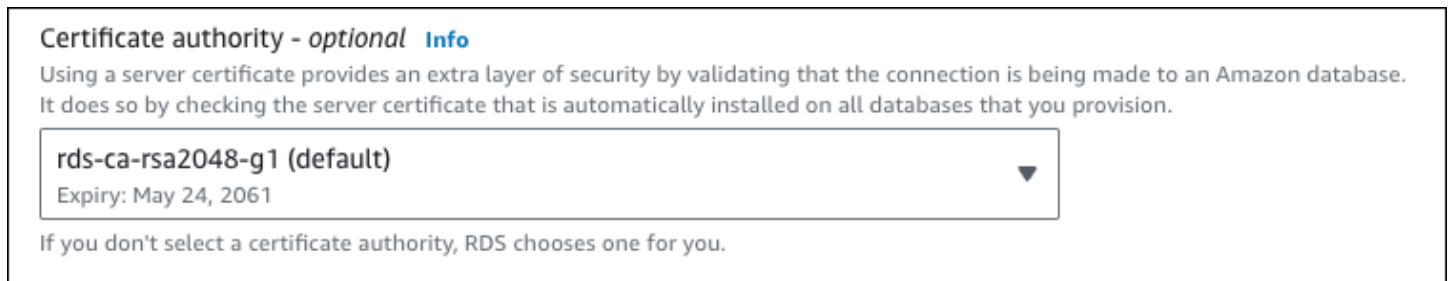 Certificate authority - optional Info
Using a server certificate provides an extra layer of security by validating that the connection is being made to an Amazon database.
It does so by checking the server certificate that is automatically installed on all databases that you provision.
rds-ca-rsa2048-g1 (default)
Expiry: May 24, 2061
If you don't select a certificate authority, RDS chooses one for you.